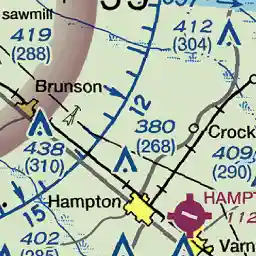 sawmill
419
(288)
412
(304)
Brunson
12
380
(268)
Crock
438
(310)
409
(290)
Hampton
HAMPT
112
15
Varn
402
(285)